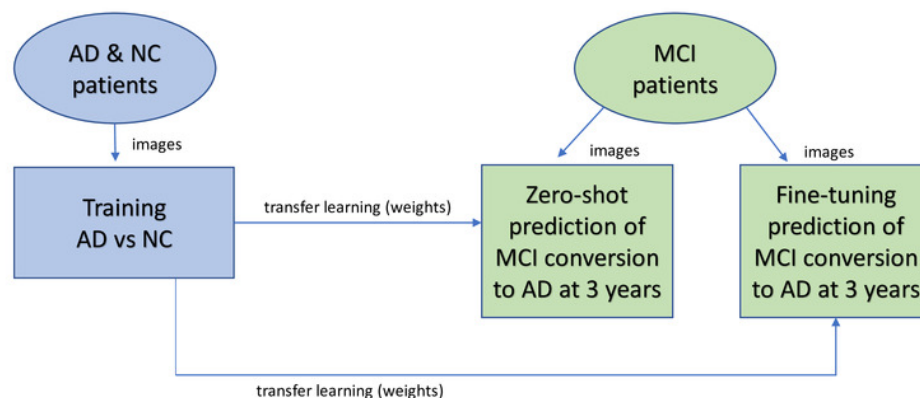 AD & NC
patients
MCI
patients
images
images
images
Training
AD vs NC
transfer learning (weights)
Zero-shot
prediction of
MCI conversion
to AD at 3 years
Fine-tuning
prediction of
MCI conversion
to AD at 3 years
transfer learning (weights)